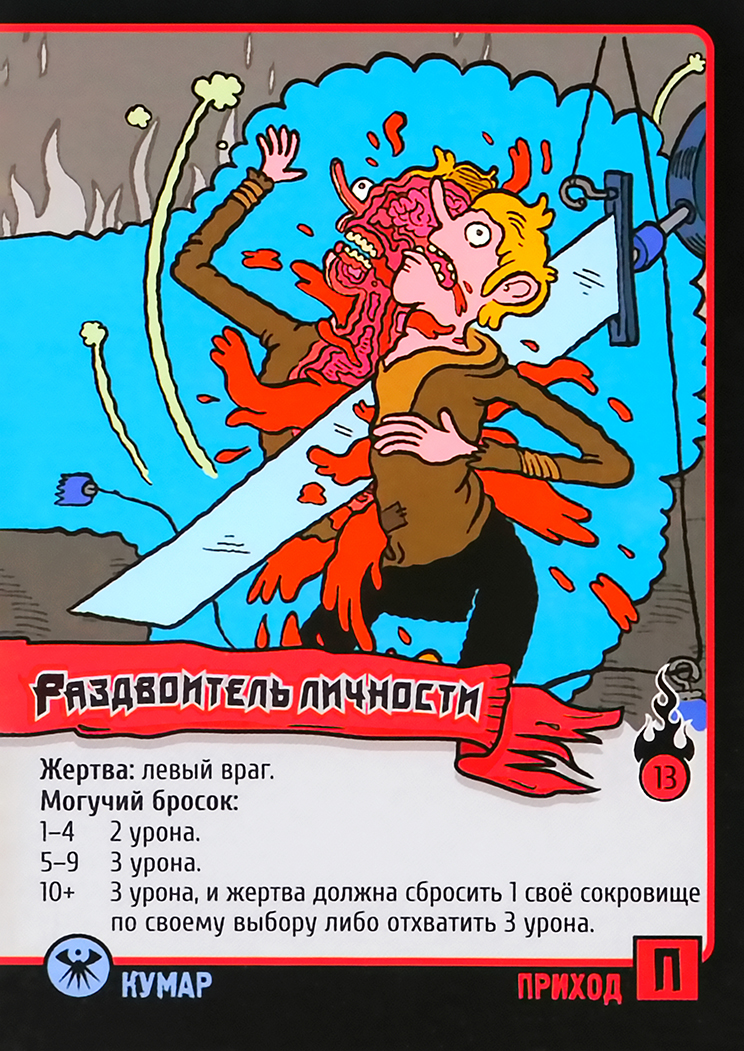 Раздвоитель личности
13
Жертва: левый враг.
Могучий бросок:
1–4 2 урона.
5–9 3 урона.
10+ 3 урона, и жертва должна сбросить 1 своё сокровище
по своему выбору либо отхватить 3 урона.
КУМАР
ПРИХОД П